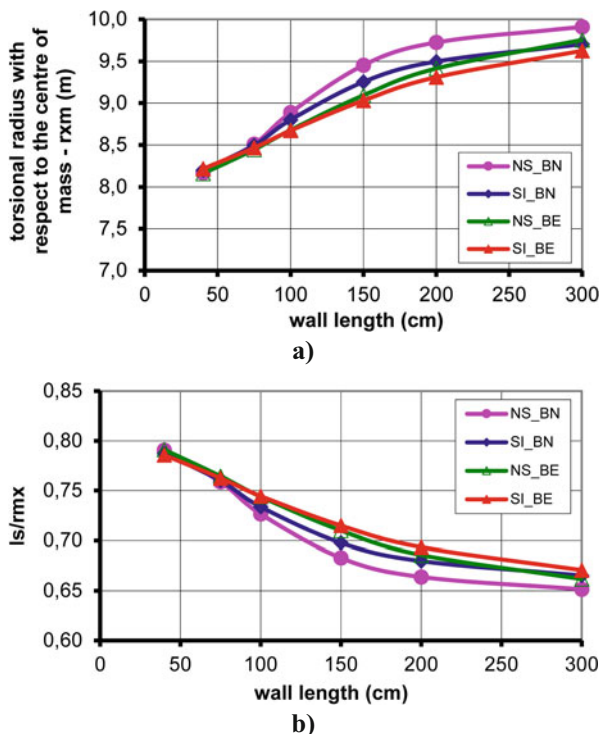 torsional radius with
respect to the centre of
mass - rxm (m)
10,0
9,5
9,0
8,5
8,0
7,5
7,0
NS_BN
SI_BN
NS_BE
SI_BE
0 50 100 150 200 250 300
wall length (cm)
a)
ls/rmx
0,85
0,80
0,75
0,70
0,65
0,60
NS_BN
SI_BN
NS_BE
SI_BE
0 50 100 150 200 250 300
wall length (cm)
b)